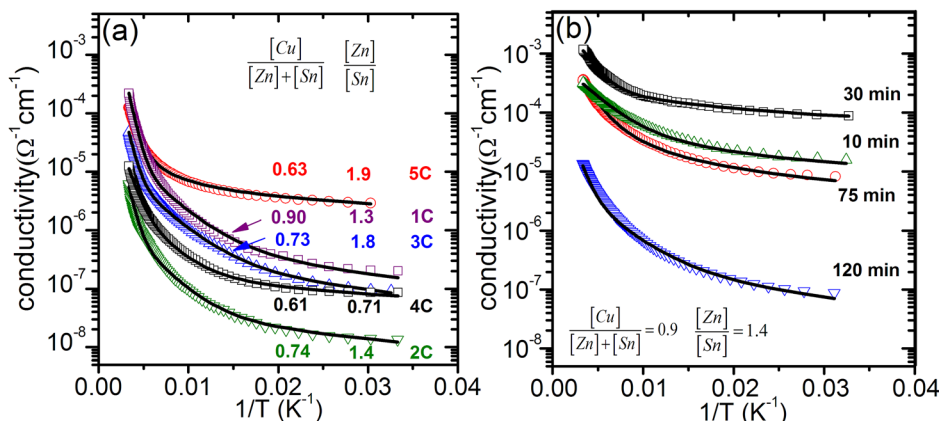 (a)
[Cu]
[Zn]+[Sn]
[Zn]
[Sn]
10⁻³
10⁻⁴
10⁻⁵
10⁻⁶
10⁻⁷
10⁻⁸
conductivity(Ω⁻¹cm⁻¹)
0.63 1.9 5C
0.90 1.3 1C
0.73 1.8 3C
0.61 0.71 4C
0.74 1.4 2C
0.00 0.01 0.02 0.03 0.04
1/T (K⁻¹)
(b)
10⁻³
10⁻⁴
10⁻⁵
10⁻⁶
10⁻⁷
10⁻⁸
conductivity(Ω⁻¹cm⁻¹)
30 min
10 min
75 min
120 min
[Cu]
[Zn]+[Sn]
=0.9
[Zn]
[Sn]
=1.4
0.00 0.01 0.02 0.03 0.04
1/T (K⁻¹)